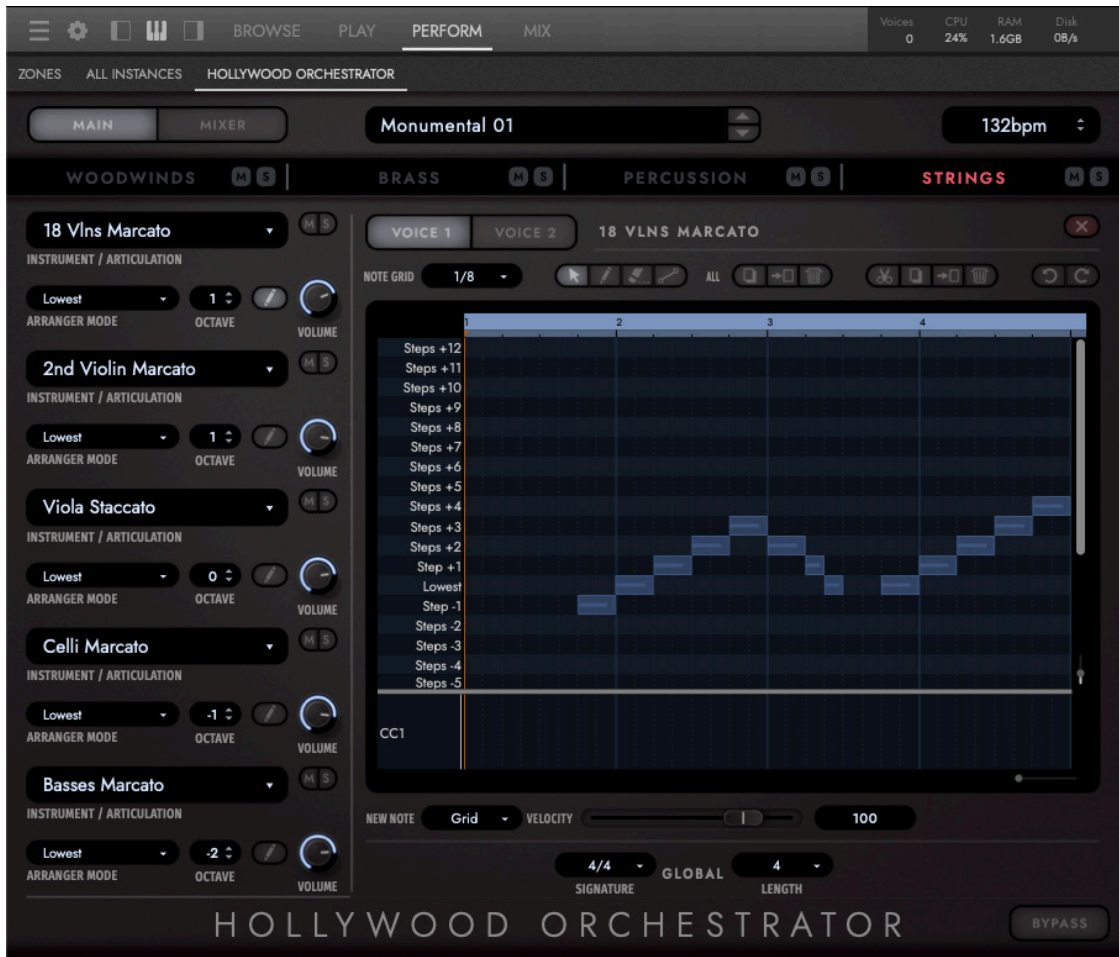 BROWSE PLAY PERFORM MIX Voices CPU RAM Disk
0 24% 1.6GB 0B/s
ZONES ALL INSTANCES HOLLYWOOD ORCHESTRATOR
MAIN MIXER Monumental 01 132bpm
WOODWINDS M S BRASS M S PERCUSSION M S STRINGS M S
18 Vlns Marcato M S
INSTRUMENT / ARTICULATION
Lowest 1
ARRANGER MODE OCTAVE VOLUME
2nd Violin Marcato M S
INSTRUMENT / ARTICULATION
Lowest 1
ARRANGER MODE OCTAVE VOLUME
Viola Staccato M S
INSTRUMENT / ARTICULATION
Lowest 0
ARRANGER MODE OCTAVE VOLUME
Celli Marcato M S
INSTRUMENT / ARTICULATION
Lowest -1
ARRANGER MODE OCTAVE VOLUME
Basses Marcato M S
INSTRUMENT / ARTICULATION
Lowest -2
ARRANGER MODE OCTAVE VOLUME
VOICE 1 VOICE 2 18 VLNS MARCATO
NOTE GRID 1/8 ALL
1 2 3 4
Steps +12
Steps +11
Steps +10
Steps +9
Steps +8
Steps +7
Steps +6
Steps +5
Steps +4
Steps +3
Steps +2
Step +1
Lowest
Step -1
Steps -2
Steps -3
Steps -4
Steps -5
CC1
NEW NOTE Grid VELOCITY 100
4/4 GLOBAL 4
SIGNATURE LENGTH
HOLLYWOOD ORCHESTRATOR BYPASS